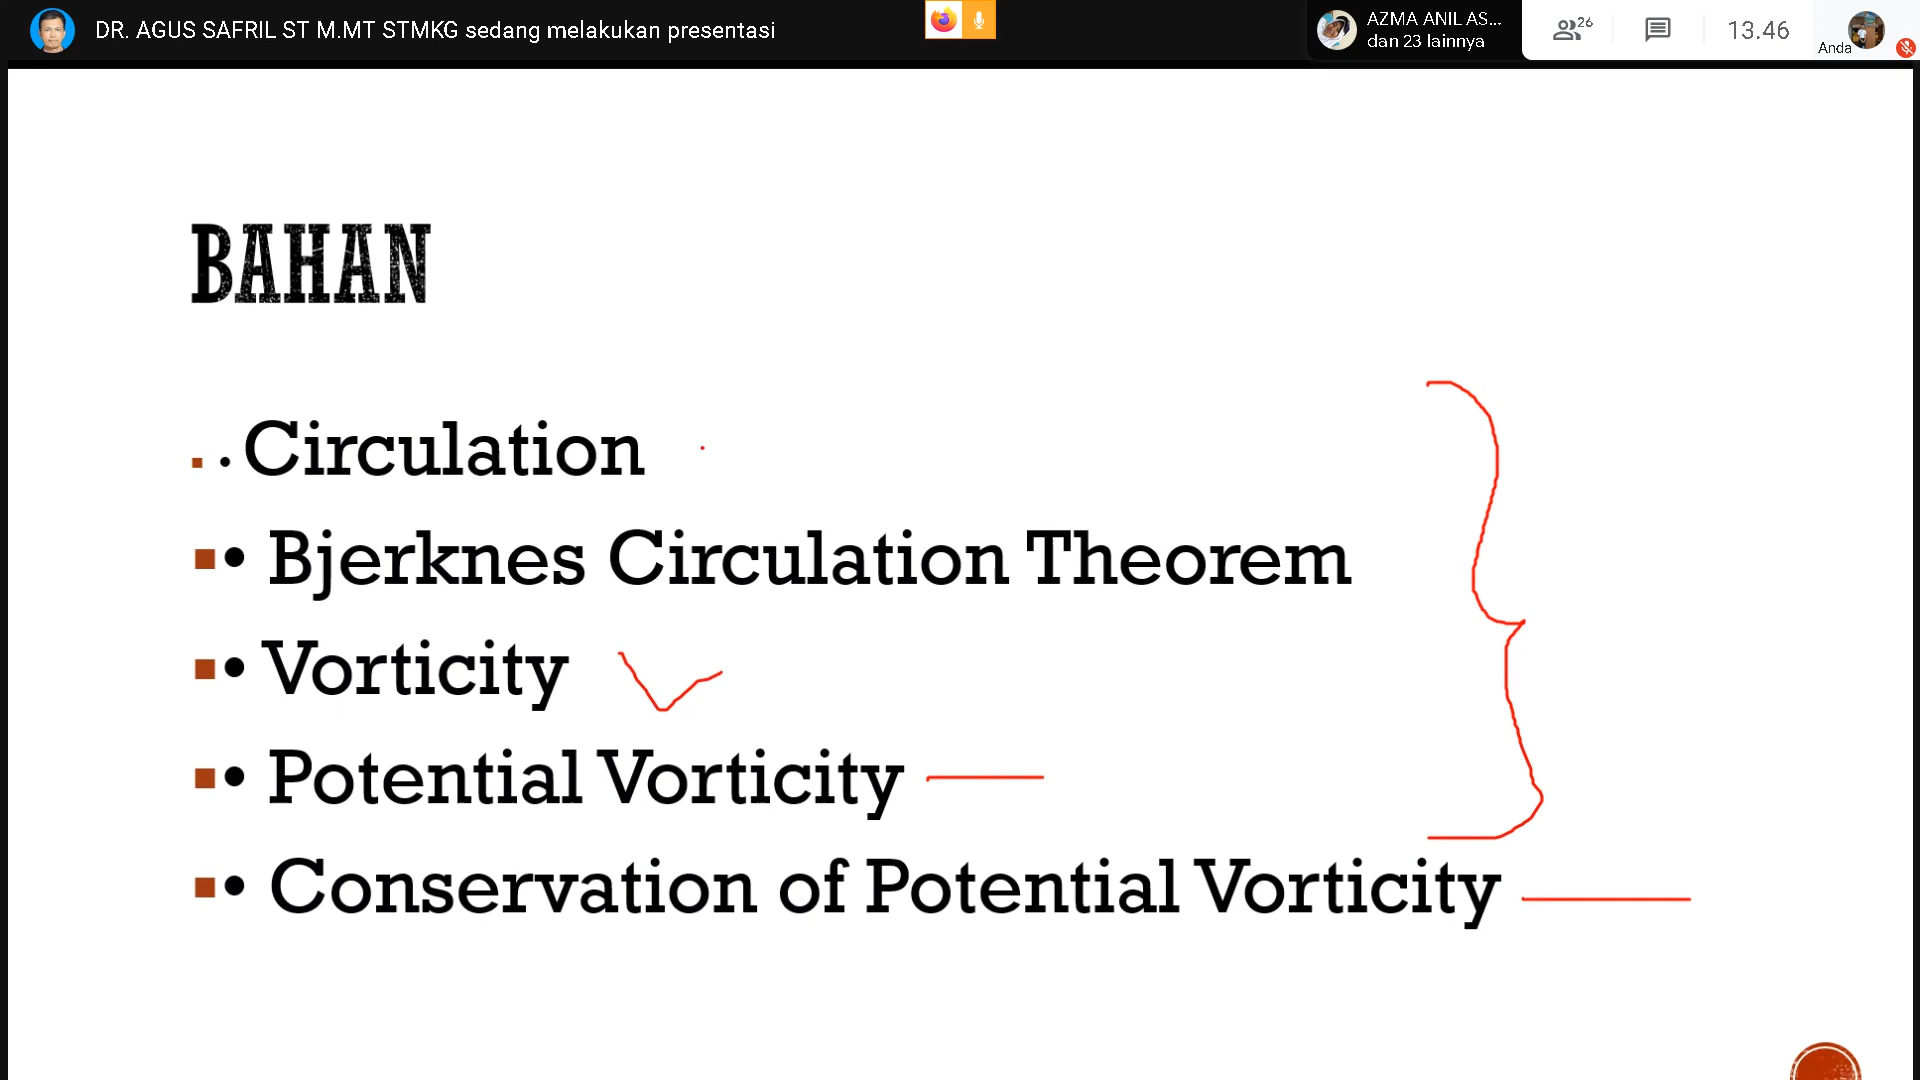 DR. AGUS SAFRIL ST M.MT STMKG sedang melakukan presentasi
AZMA ANIL AS...
dan 23 lainnya
26
13.46
Anda
BAHAN
• Circulation
• Bjerknes Circulation Theorem
• Vorticity
• Potential Vorticity
• Conservation of Potential Vorticity